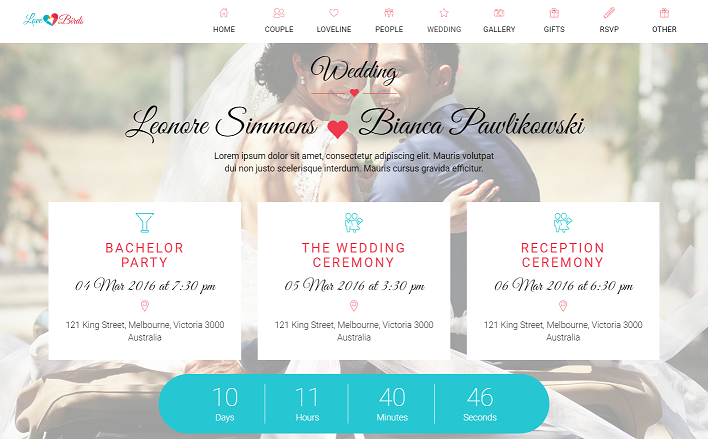 Love Birds
HOME COUPLE LOVELINE PEOPLE WEDDING GALLERY GIFTS RSVP OTHER
Wedding
Leonore Simmons Bianca Pawlikowski
Lorem ipsum dolor sit amet, consectetur adipiscing elit. Mauris volutpat
dui non justo scelerisque interdum. Mauris cursus gravida efficitur.
BACHELOR
PARTY
04 Mar 2016 at 7:30 pm
121 King Street, Melbourne, Victoria 3000
Australia
THE WEDDING
CEREMONY
05 Mar 2016 at 3:30 pm
121 King Street, Melbourne, Victoria 3000
Australia
RECEPTION
CEREMONY
06 Mar 2016 at 6:30 pm
121 King Street, Melbourne, Victoria 3000
Australia
10 11 40 46
Days Hours Minutes Seconds